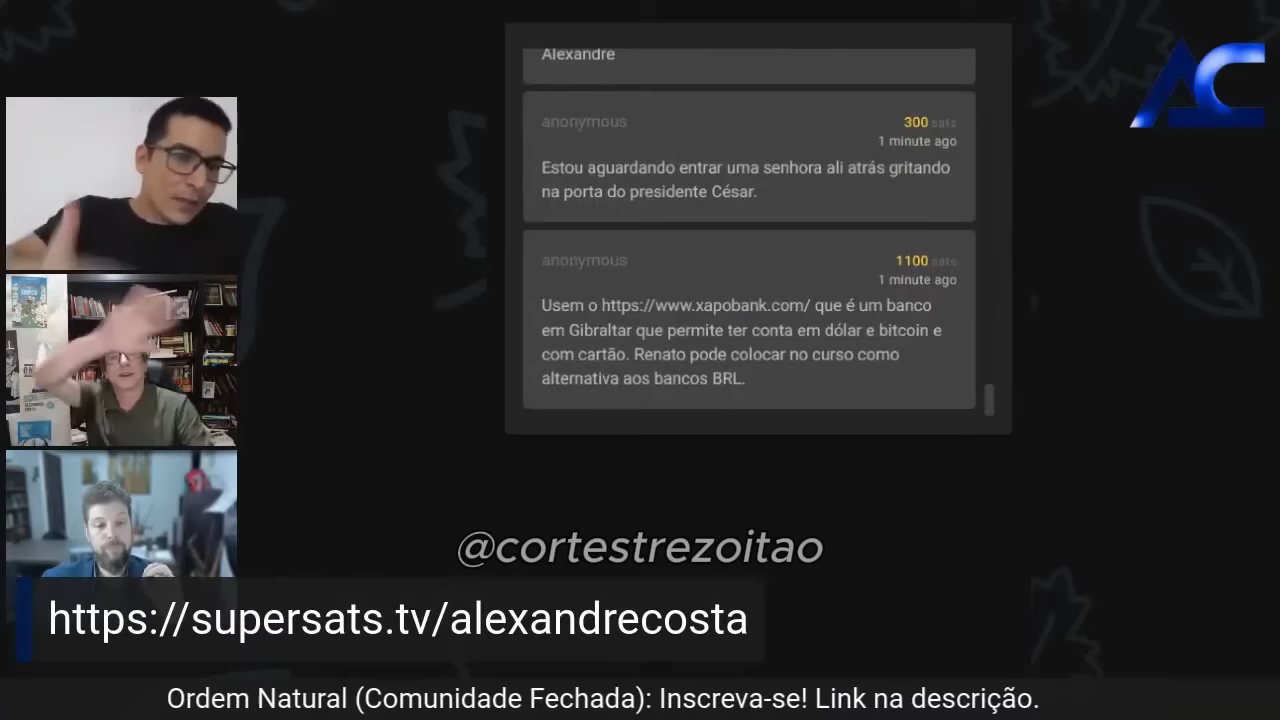 Alexandre
anonymous
300 sats
1 minute ago
Estou aguardando entrar uma senhora ali atrás gritando
na porta do presidente César.
anonymous
1100 sats
1 minute ago
Usem o https://www.xapobank.com/ que é um banco
em Gibraltar que permite ter conta em dólar e bitcoin e
com cartão. Renato pode colocar no curso como
alternativa aos bancos BRL.
AC
@cortestrezoitao
https://supersats.tv/alexandrecosta
Ordem Natural (Comunidade Fechada): Inscreva-se! Link na descrição.